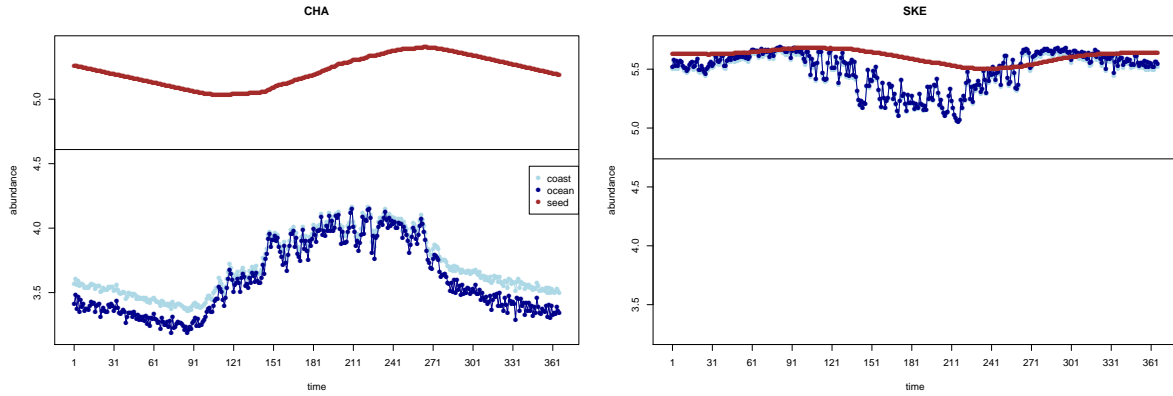 CHA
abundance
5.0
4.5
4.0
3.5
coast
ocean
seed
1 31 61 91 121 151 181 211 241 271 301 331 361
time
SKE
abundance
5.5
5.0
4.5
4.0
3.5
1 31 61 91 121 151 181 211 241 271 301 331 361
time